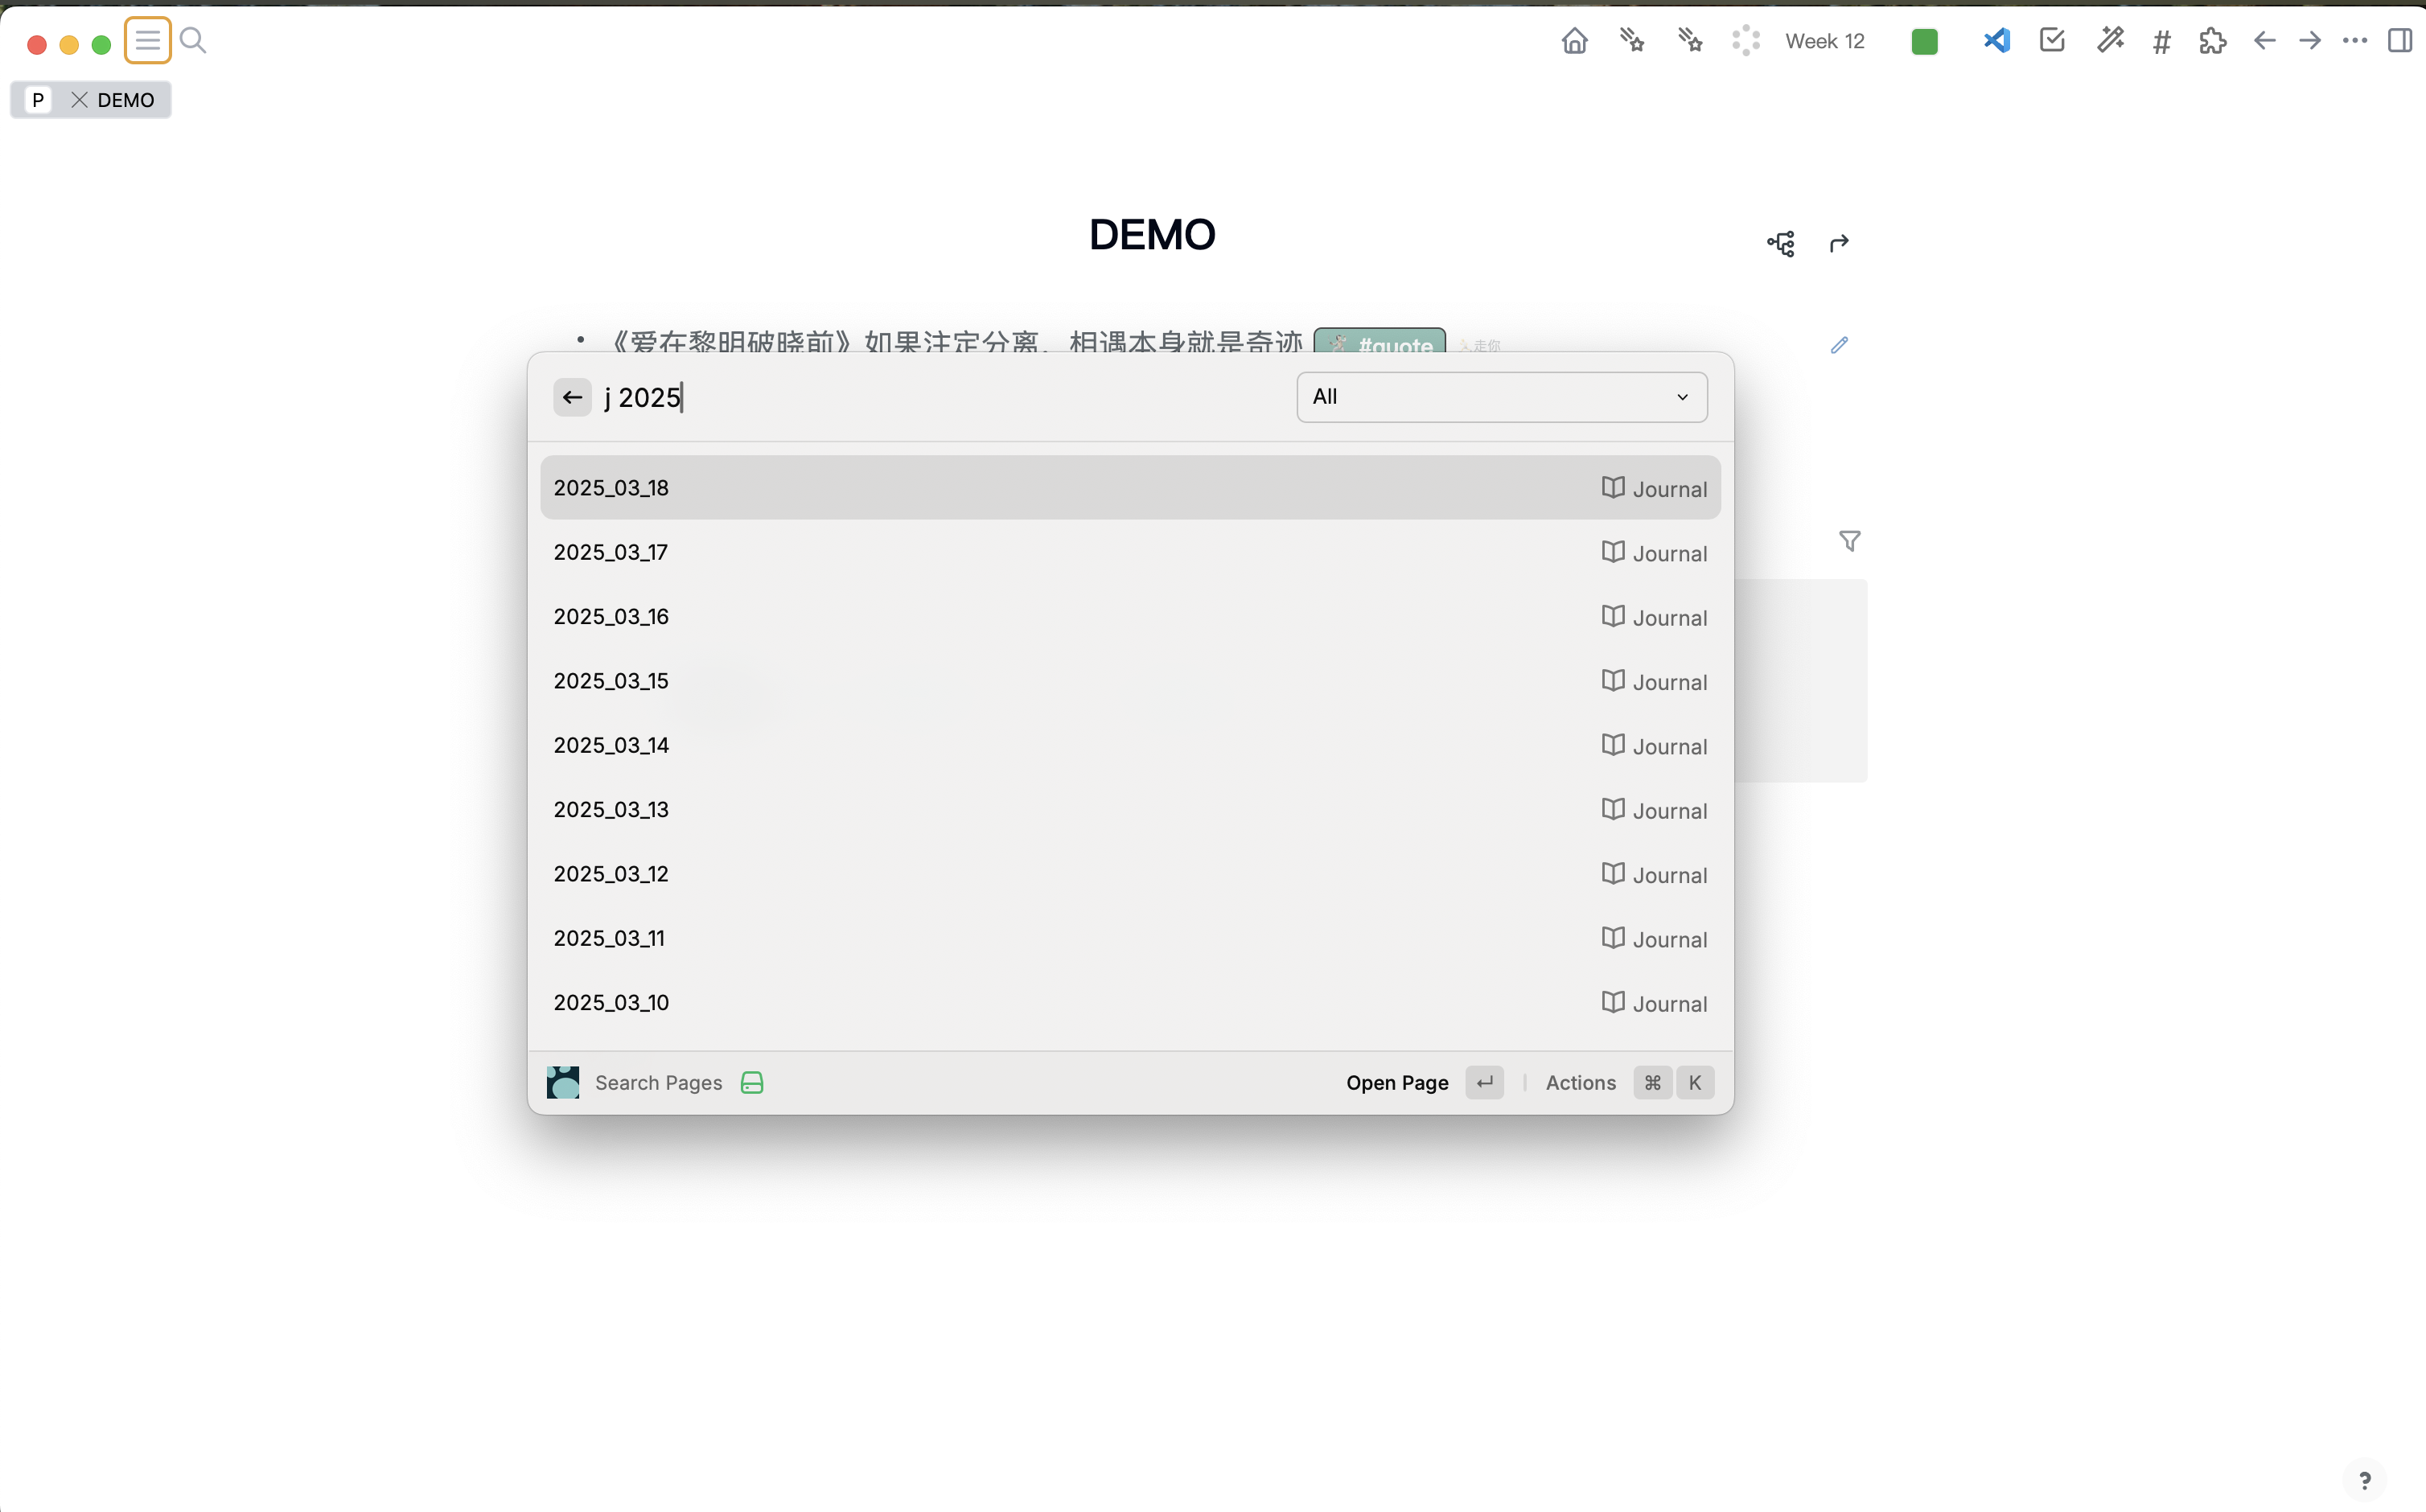 Week 12
P DEMO
DEMO
• 《爱在黎明破晓前》如果注定分离，相遇本身就是奇迹 #quote 走你
j 2025
All
2025_03_18 Journal
2025_03_17 Journal
2025_03_16 Journal
2025_03_15 Journal
2025_03_14 Journal
2025_03_13 Journal
2025_03_12 Journal
2025_03_11 Journal
2025_03_10 Journal
Search Pages Open Page ↵ | Actions ⌘ K
?